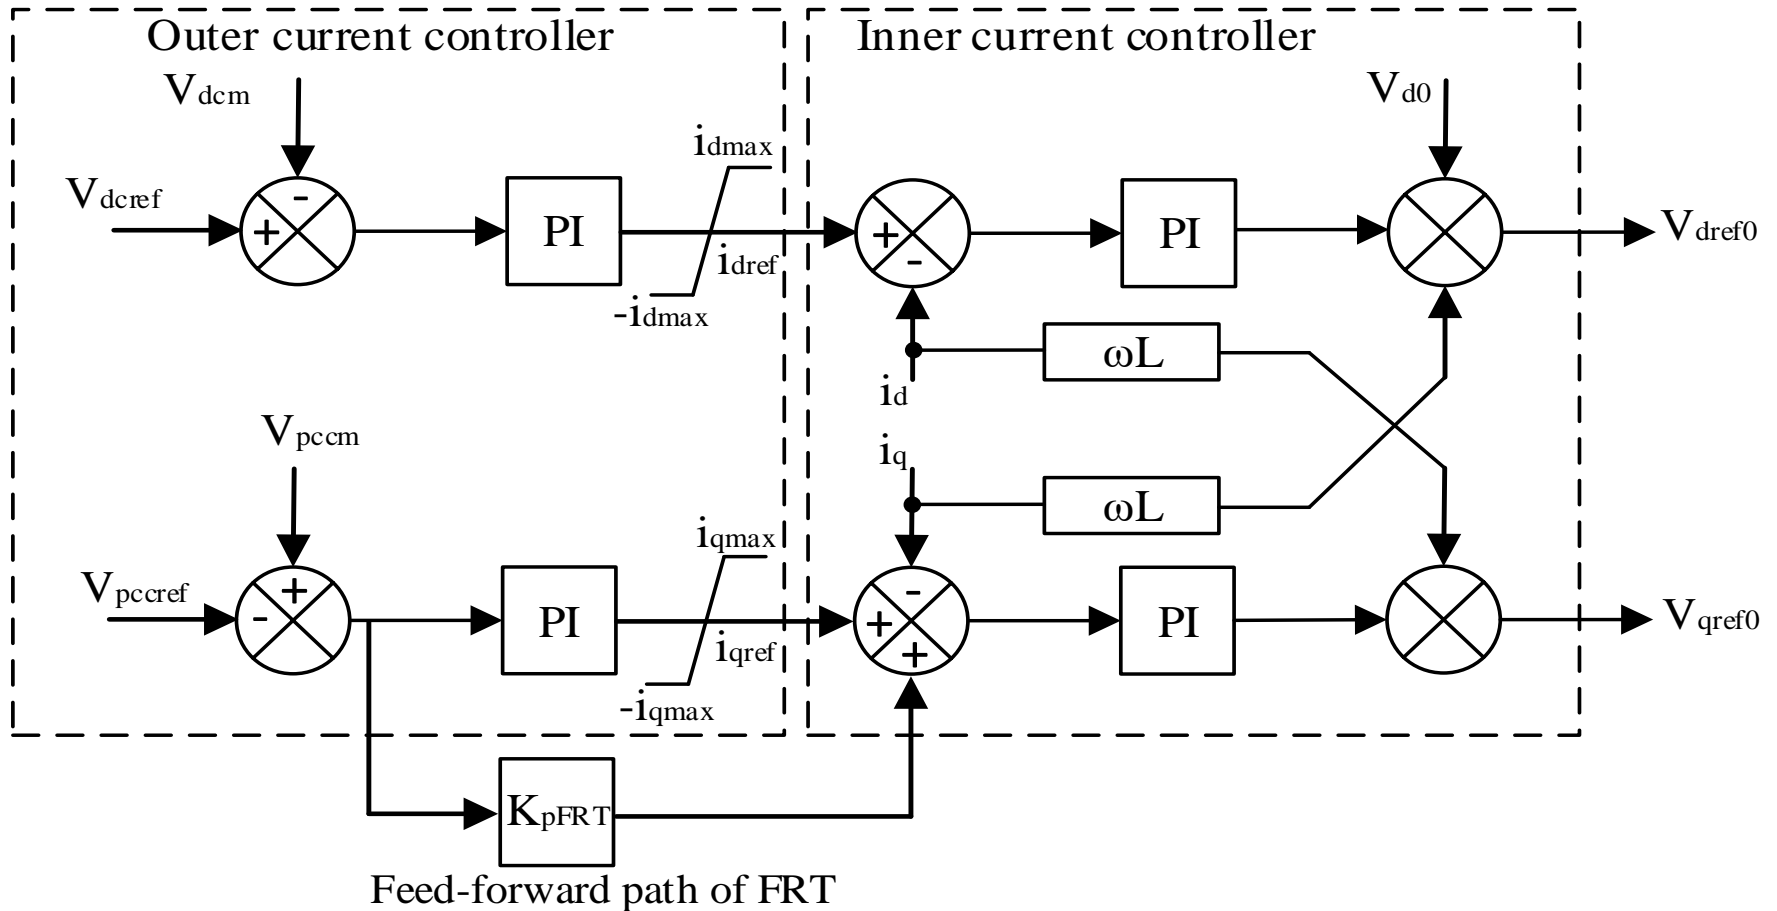 Outer current controller
Inner current controller
Vdcm
Vd0
idmax
Vdcref
+
-
PI
idref
-idmax
+
-
PI
Vdref0
ωL
id
Vpccm
iq
ωL
iqmax
Vpccref
-
+
PI
iqref
-iqmax
-
+
+
PI
Vqref0
KpFRT
Feed-forward path of FRT